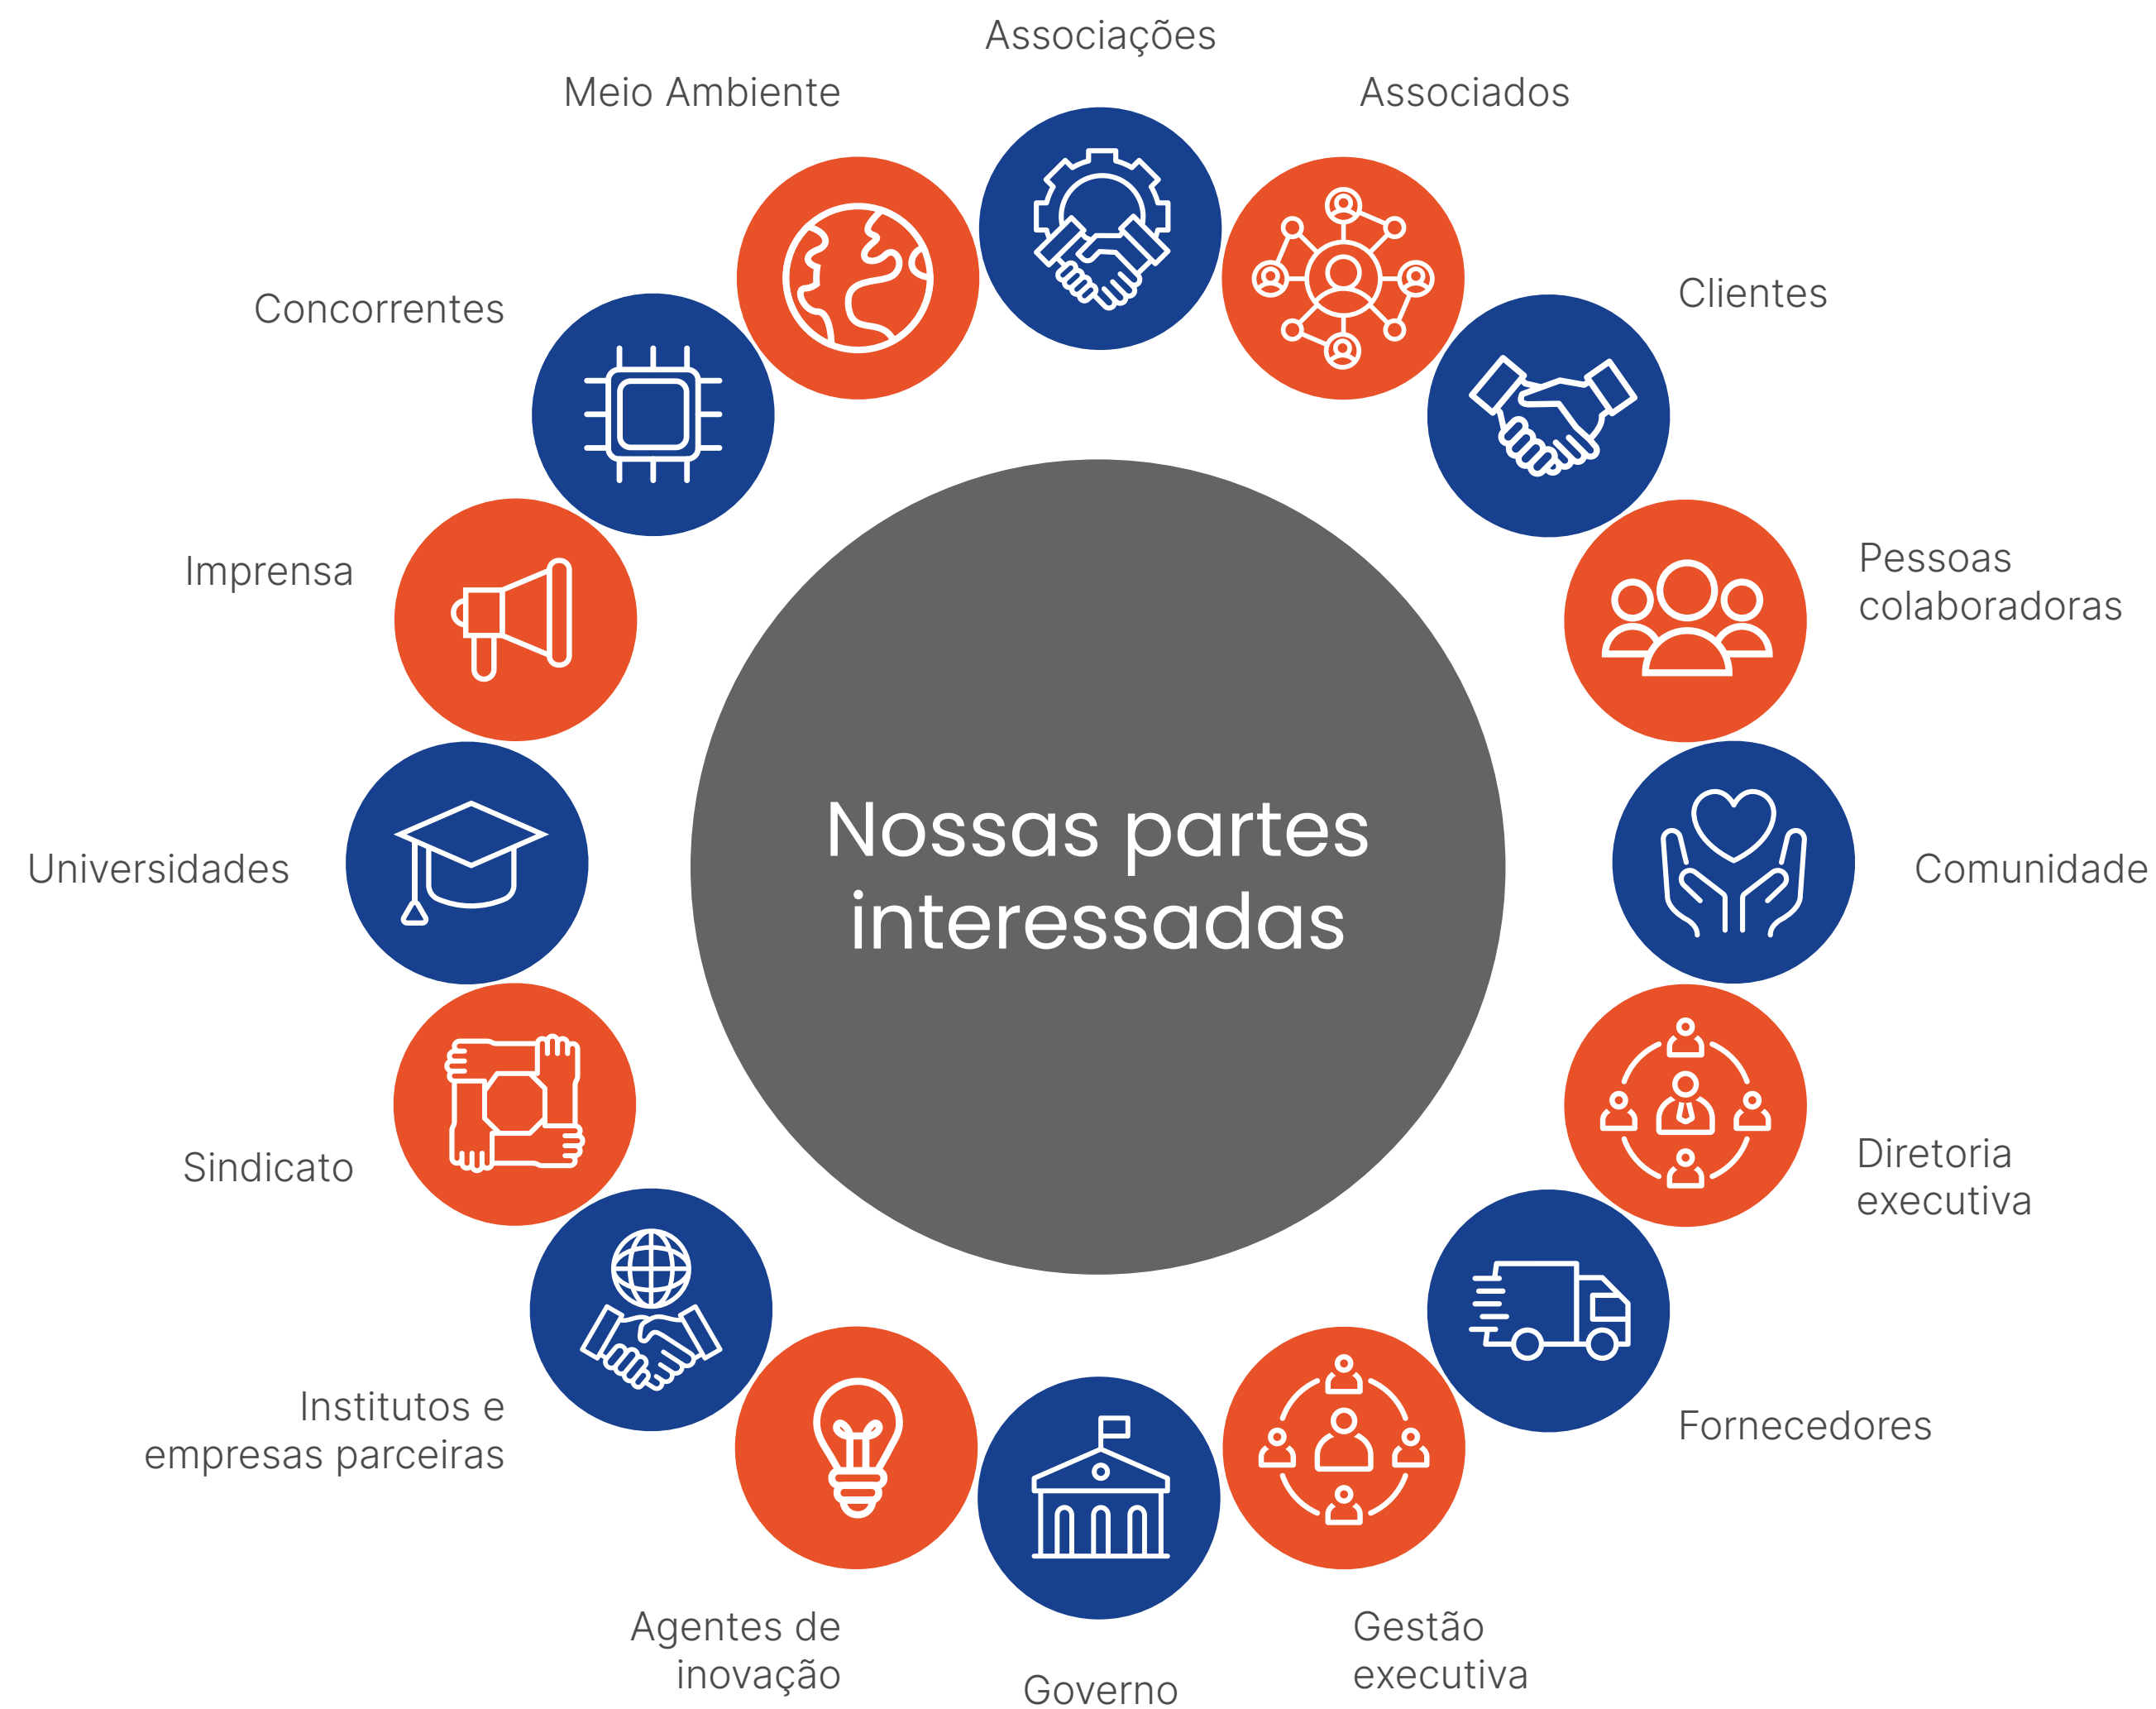 Associações
Associados
Clientes
Pessoas
colaboradoras
Comunidade
Diretoria
executiva
Fornecedores
Gestão
executiva
Governo
Agentes de
inovação
Institutos e
empresas parceiras
Sindicato
Universidades
Imprensa
Concorrentes
Meio Ambiente
Nossas partes
interessadas